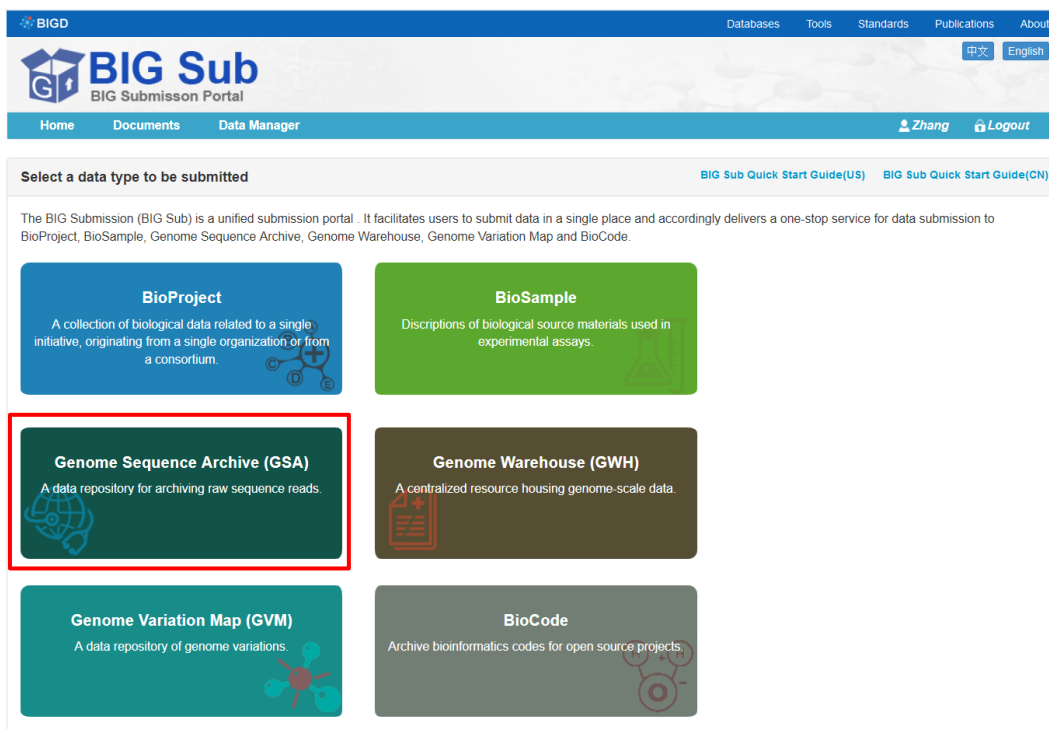 BIGD
Databases Tools Standards Publications About
中文 English
G
BIG Sub
BIG Submisson Portal
Home Documents Data Manager Zhang Logout
Select a data type to be submitted BIG Sub Quick Start Guide(US) BIG Sub Quick Start Guide(CN)
The BIG Submission (BIG Sub) is a unified submission portal . It facilitates users to submit data in a single place and accordingly delivers a one-stop service for data submission to
BioProject, BioSample, Genome Sequence Archive, Genome Warehouse, Genome Variation Map and BioCode.
BioProject
A collection of biological data related to a single
initiative, originating from a single organization or from
a consortium.
C D E
BioSample
Discriptions of biological source materials used in
experimental assays.
Genome Sequence Archive (GSA)
A data repository for archiving raw sequence reads.
Genome Warehouse (GWH)
A centralized resource housing genome-scale data.
Genome Variation Map (GVM)
A data repository of genome variations.
BioCode
Archive bioinformatics codes for open source projects.
H + H
O -